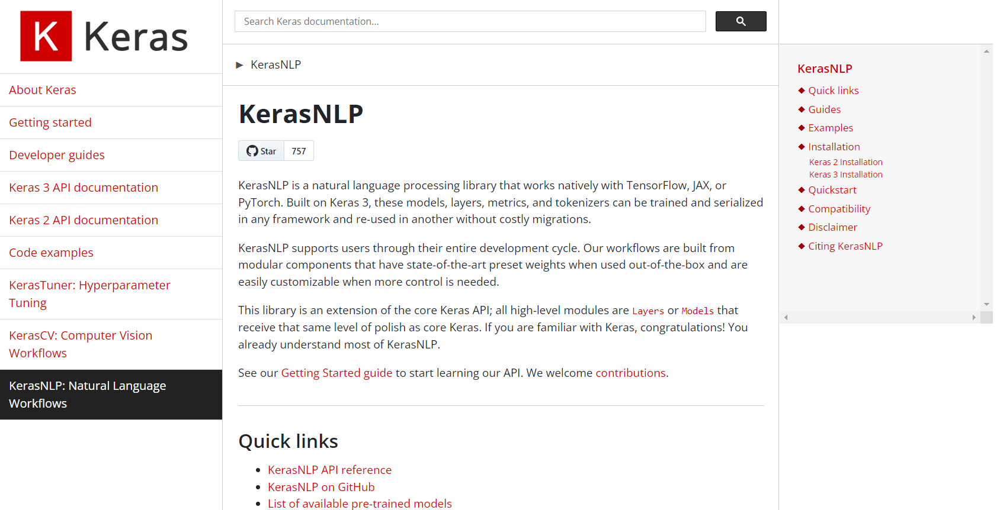 K Keras
About Keras
Getting started
Developer guides
Keras 3 API documentation
Keras 2 API documentation
Code examples
KerasTuner: Hyperparameter
Tuning
KerasCV: Computer Vision
Workflows
KerasNLP: Natural Language
Workflows
Search Keras documentation...
► KerasNLP
KerasNLP
Star 757
KerasNLP is a natural language processing library that works natively with TensorFlow, JAX, or
PyTorch. Built on Keras 3, these models, layers, metrics, and tokenizers can be trained and serialized
in any framework and re-used in another without costly migrations.
KerasNLP supports users through their entire development cycle. Our workflows are built from
modular components that have state-of-the-art preset weights when used out-of-the-box and are
easily customizable when more control is needed.
This library is an extension of the core Keras API; all high-level modules are Layers or Models that
receive that same level of polish as core Keras. If you are familiar with Keras, congratulations! You
already understand most of KerasNLP.
See our Getting Started guide to start learning our API. We welcome contributions.
Quick links
• KerasNLP API reference
• KerasNLP on GitHub
• List of available pre-trained models
KerasNLP
◆ Quick links
◆ Guides
◆ Examples
◆ Installation
Keras 2 Installation
Keras 3 Installation
◆ Quickstart
◆ Compatibility
◆ Disclaimer
◆ Citing KerasNLP